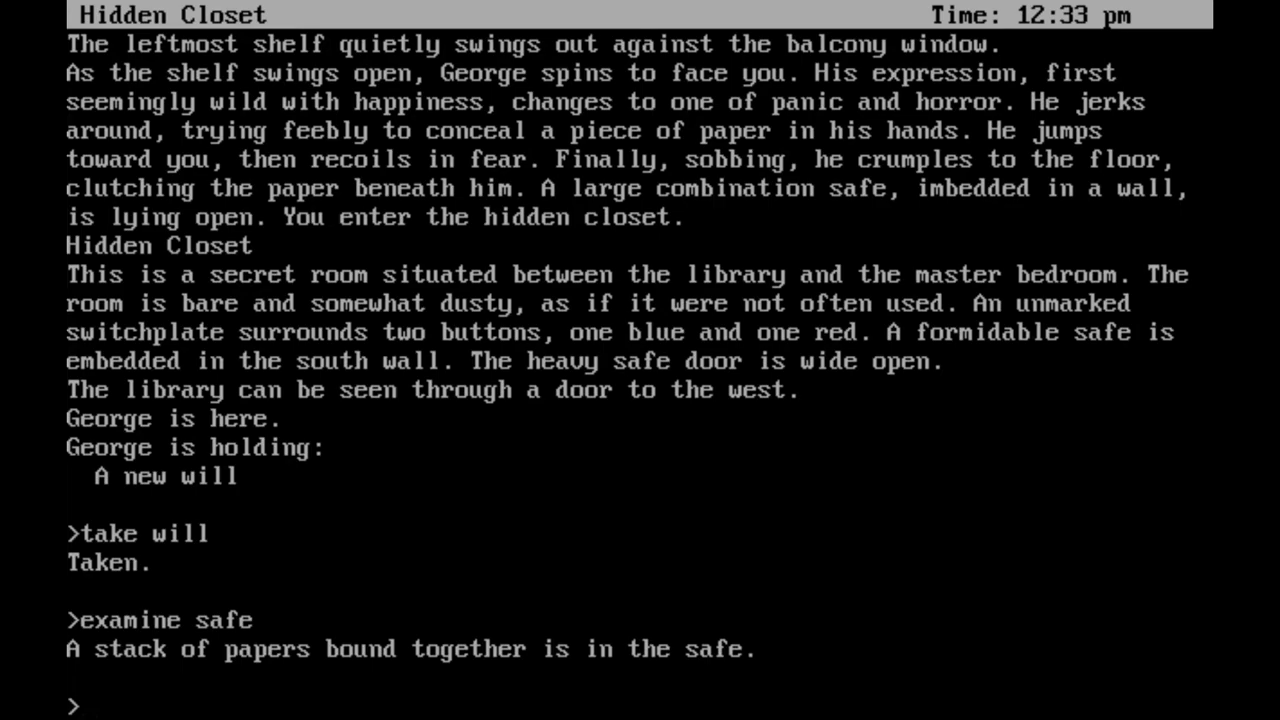 Hidden Closet Time: 12:33 pm
The leftmost shelf quietly swings out against the balcony window.
As the shelf swings open, George spins to face you. His expression, first
seemingly wild with happiness, changes to one of panic and horror. He jerks
around, trying feebly to conceal a piece of paper in his hands. He jumps
toward you, then recoils in fear. Finally, sobbing, he crumples to the floor,
clutching the paper beneath him. A large combination safe, imbedded in a wall,
is lying open. You enter the hidden closet.
Hidden Closet
This is a secret room situated between the library and the master bedroom. The
room is bare and somewhat dusty, as if it were not often used. An unmarked
switchplate surrounds two buttons, one blue and one red. A formidable safe is
embedded in the south wall. The heavy safe door is wide open.
The library can be seen through a door to the west.
George is here.
George is holding:
A new will
>take will
Taken.
>examine safe
A stack of papers bound together is in the safe.
>